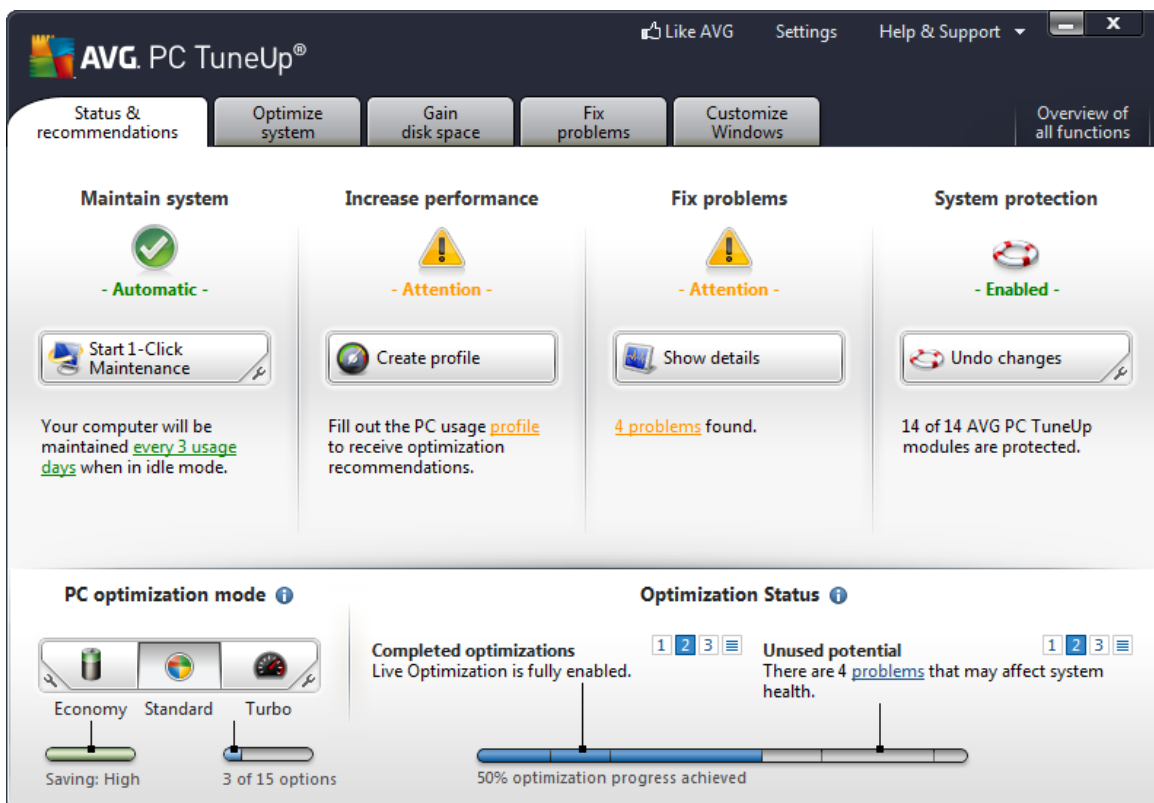 Like AVG Settings Help & Support
AVG. PC TuneUp®
Status &
recommendations
Optimize
system
Gain
disk space
Fix
problems
Customize
Windows
Overview of
all functions
Maintain system
- Automatic -
Start 1-Click
Maintenance
Your computer will be
maintained every 3 usage
days when in idle mode.
Increase performance
- Attention -
Create profile
Fill out the PC usage profile
to receive optimization
recommendations.
Fix problems
- Attention -
Show details
4 problems found.
System protection
- Enabled -
Undo changes
14 of 14 AVG PC TuneUp
modules are protected.
PC optimization mode
Economy Standard Turbo
Saving: High
3 of 15 options
Optimization Status
Completed optimizations
1 2 3
Live Optimization is fully enabled.
Unused potential
1 2 3
There are 4 problems that may affect system
health.
50% optimization progress achieved